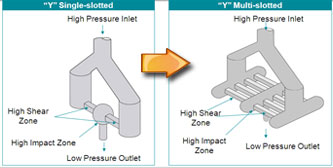 “Y” Single-slotted
High Pressure Inlet
High Shear
Zone
High Impact Zone
Low Pressure Outlet
“Y” Multi-slotted
High Pressure Inlet
High Shear
Zone
High Impact
Zone
Low Pressure Outlet